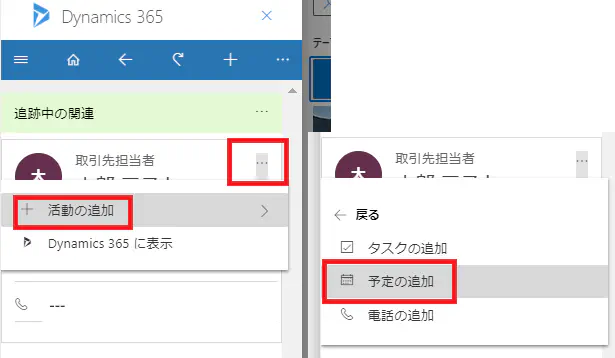 Dynamics 365
追跡中の関連
取引先担当者
活動の追加
Dynamics 365 に表示
---
テー
取引先担当者
戻る
タスクの追加
予定の追加
電話の追加